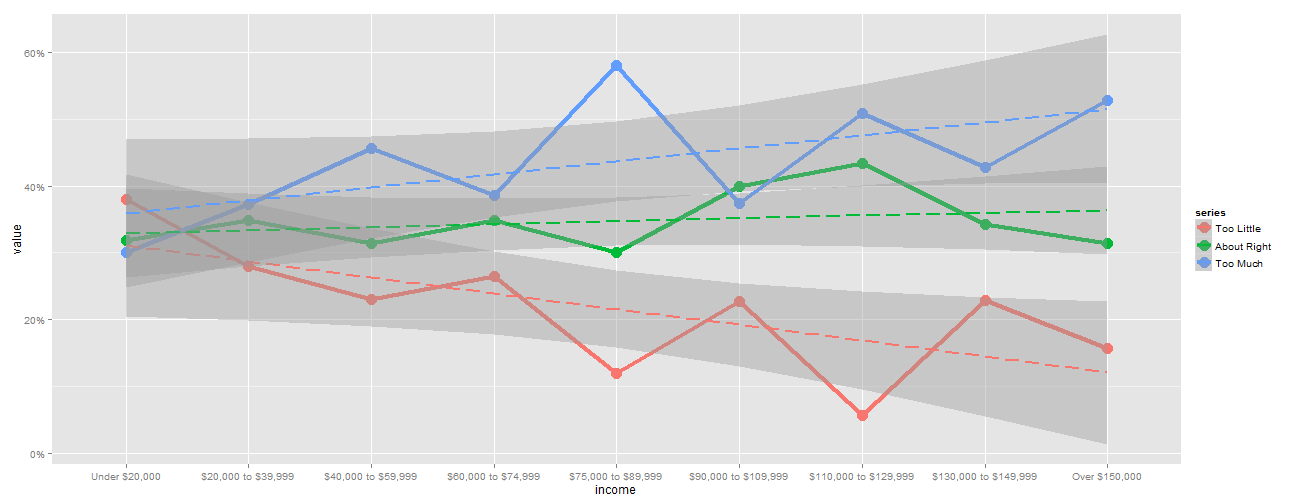 60%
40%
20%
0%
value
Under $20,000
$20,000 to $39,999
$40,000 to $59,999
$60,000 to $74,999
$75,000 to $89,999
$90,000 to $109,999
$110,000 to $129,999
$130,000 to $149,999
Over $150,000
income
series
Too Little
About Right
Too Much